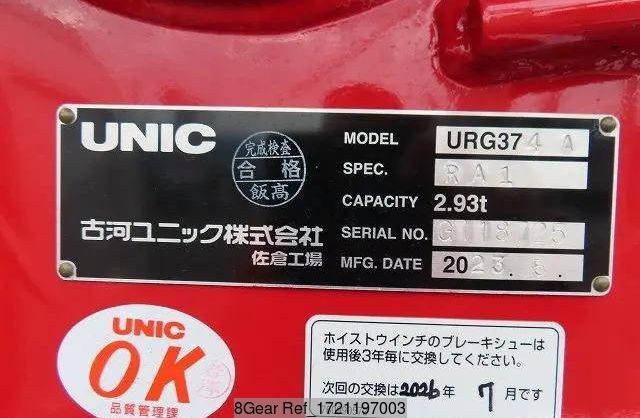 UNIC
完成検査
合格
飯高
MODEL URG374 A
SPEC. RA1
CAPACITY 2.93t
古河ユニック株式会社
佐倉工場
SERIAL NO.
MFG. DATE 2023.
UNIC
OK
品質管理課
ホイストウインチのブレーキシューは
使用後3年毎に交換してください。
次回の交換は2026年 7月です
8Gear Ref_1721197003